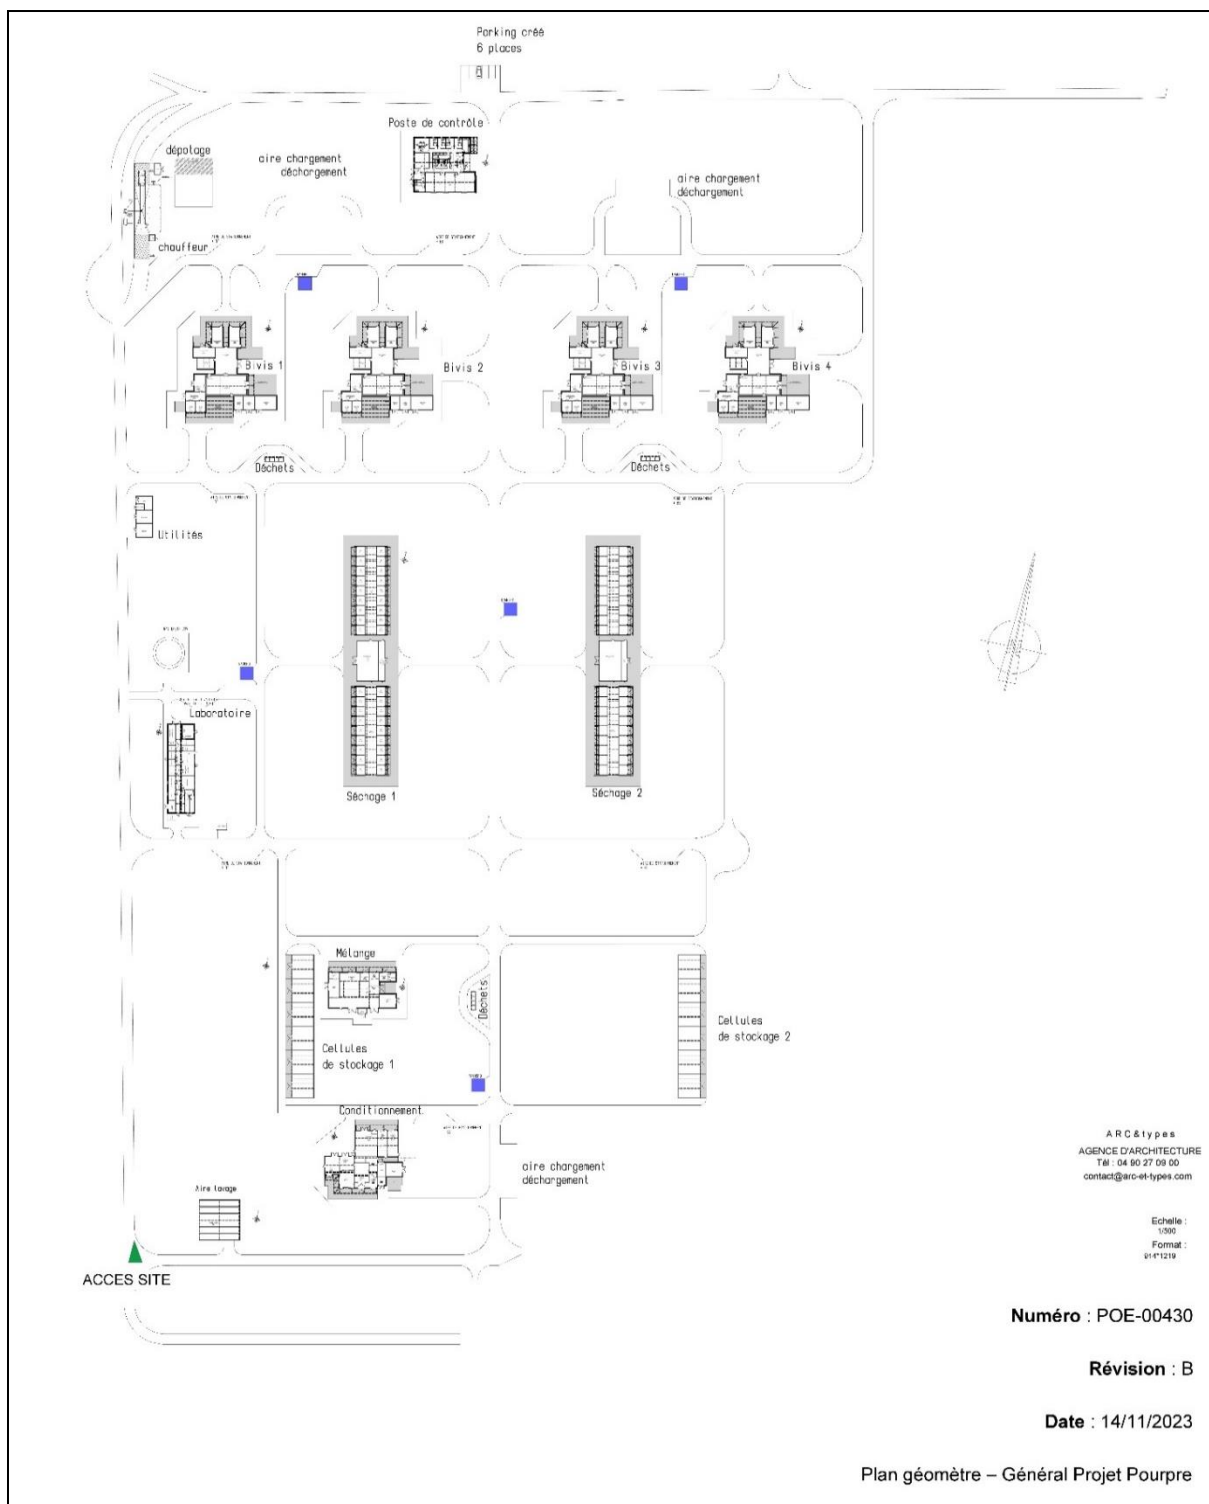 Parking créé
6 places
Poste de contrôle
dépotage
aire chargement
déchargement
aire chargement
déchargement
chauffeur
Bivis 1
Bivis 2
Bivis 3
Bivis 4
Déchets
Déchets
Utilités
Laboratoire
Séchage 1
Séchage 2
Mélange
Déchets
Cellules
de stockage 1
Cellules
de stockage 2
Conditionnement
aire chargement
déchargement
Aire lavage
ACCES SITE
ARC&types
AGENCE D'ARCHITECTURE
Tél : 04 90 27 09 00
contact@arc-et-types.com
Echelle :
1/500
Format :
914*1219
Numéro : POE-00430
Révision : B
Date : 14/11/2023
Plan géomètre – Général Projet Pourpre